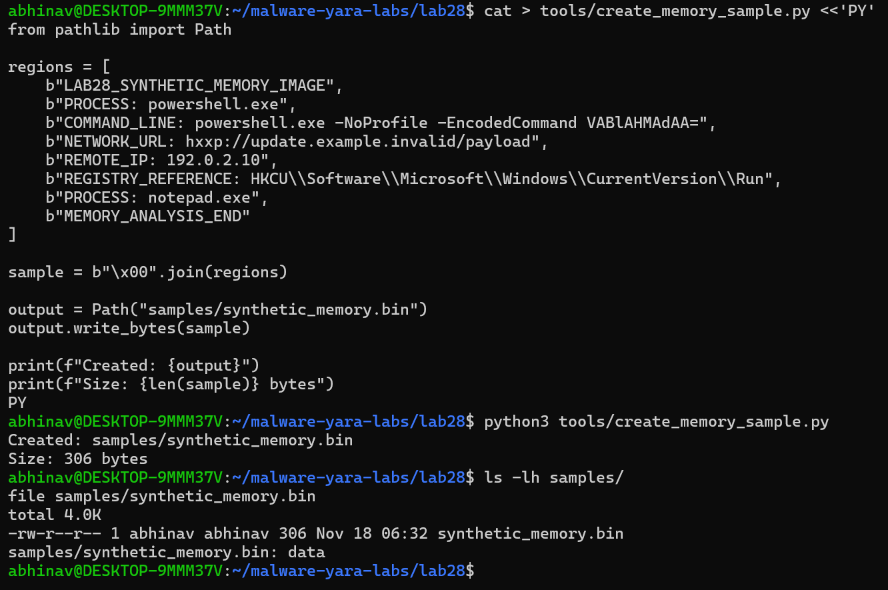 abhinav@DESKTOP-9MMM37V:~/malware-yara-labs/lab28$ cat > tools/create_memory_sample.py <<'PY'
from pathlib import Path

regions = [
    b"LAB28_SYNTHETIC_MEMORY_IMAGE",
    b"PROCESS: powershell.exe",
    b"COMMAND_LINE: powershell.exe -NoProfile -EncodedCommand VABlAHMAdAA=",
    b"NETWORK_URL: hxxp://update.example.invalid/payload",
    b"REMOTE_IP: 192.0.2.10",
    b"REGISTRY_REFERENCE: HKCU\\Software\\Microsoft\\Windows\\CurrentVersion\\Run",
    b"PROCESS: notepad.exe",
    b"MEMORY_ANALYSIS_END"
]

sample = b"\x00".join(regions)

output = Path("samples/synthetic_memory.bin")
output.write_bytes(sample)

print(f"Created: {output}")
print(f"Size: {len(sample)} bytes")
PY
abhinav@DESKTOP-9MMM37V:~/malware-yara-labs/lab28$ python3 tools/create_memory_sample.py
Created: samples/synthetic_memory.bin
Size: 306 bytes
abhinav@DESKTOP-9MMM37V:~/malware-yara-labs/lab28$ ls -lh samples/
file samples/synthetic_memory.bin
total 4.0K
-rw-r--r-- 1 abhinav abhinav 306 Nov 18 06:32 synthetic_memory.bin
samples/synthetic_memory.bin: data
abhinav@DESKTOP-9MMM37V:~/malware-yara-labs/lab28$